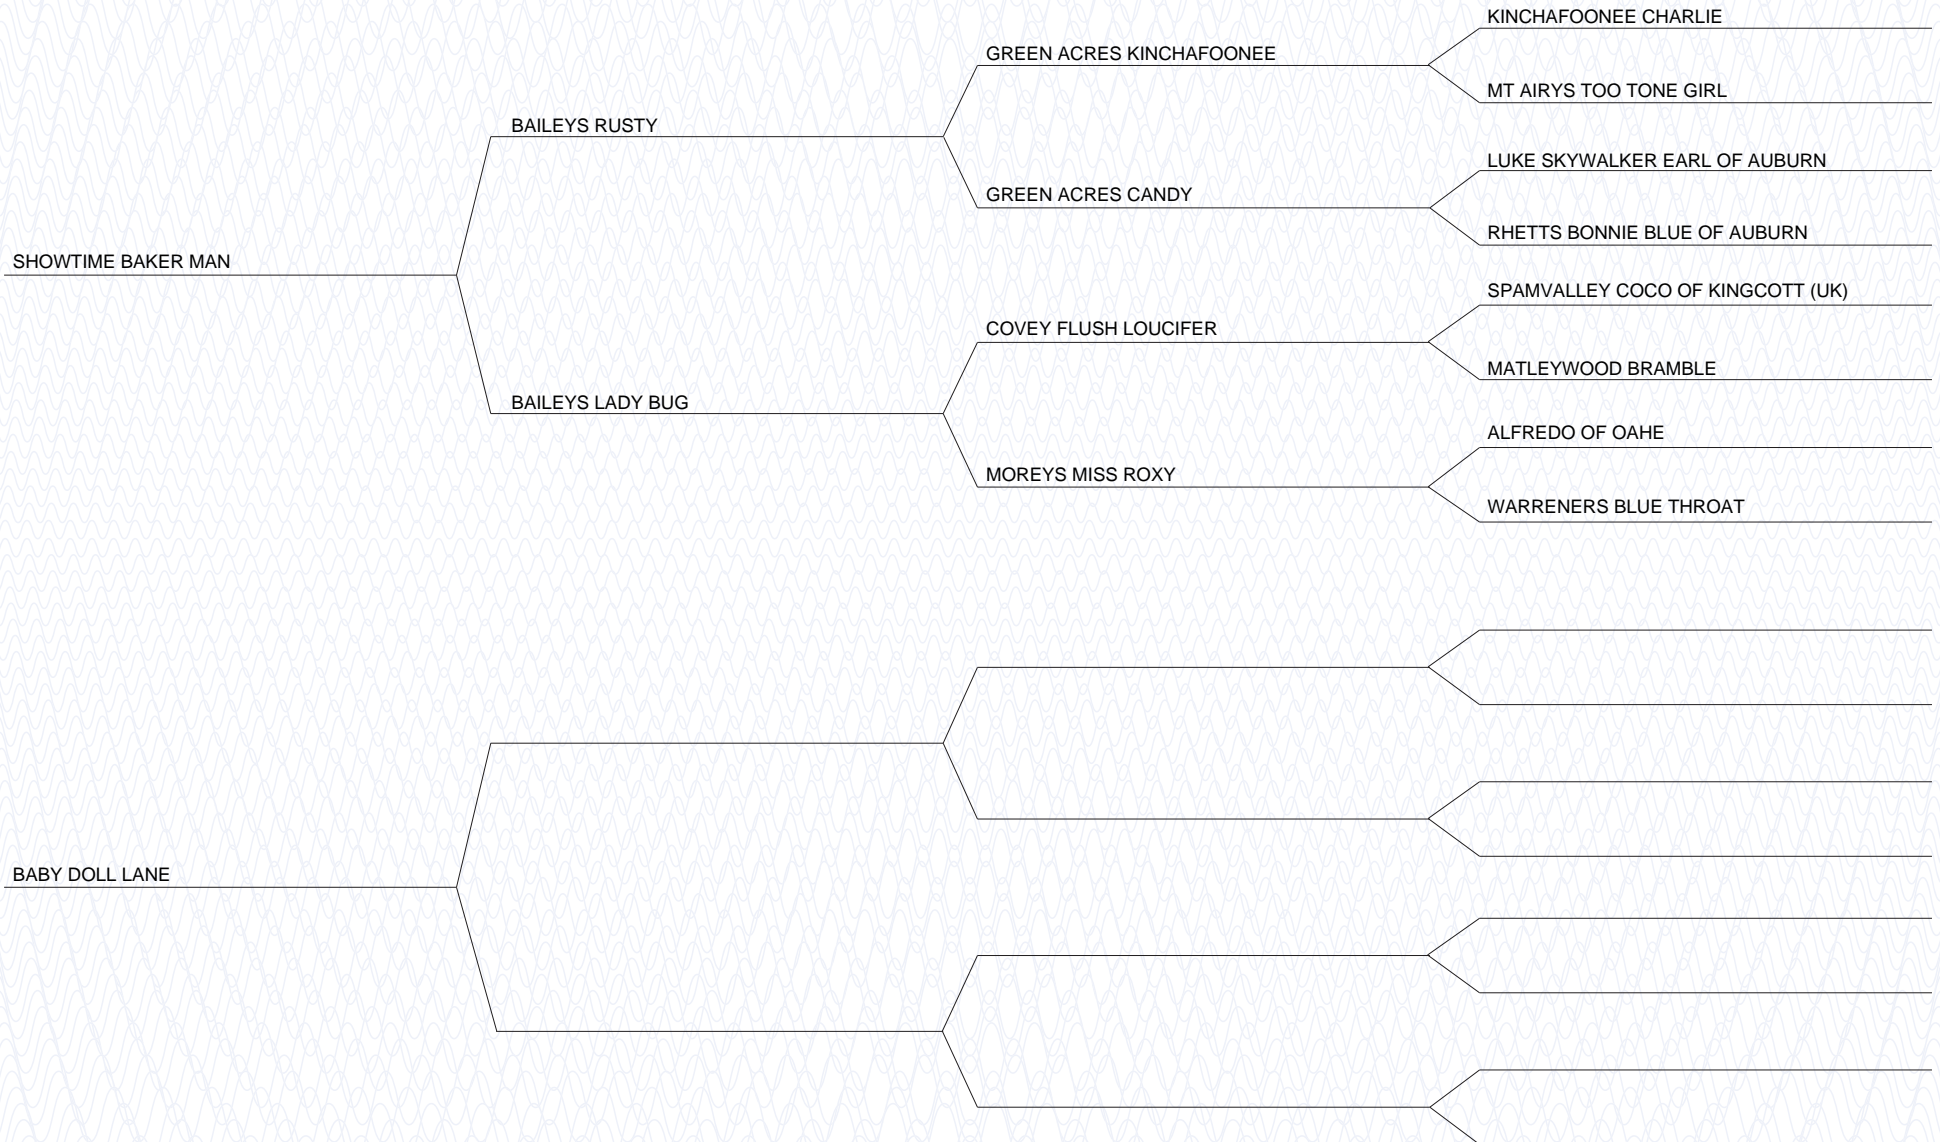 KINCHAFOONEE CHARLIE
GREEN ACRES KINCHAFOONEE
MT AIRYS TOO TONE GIRL
BAILEYS RUSTY
LUKE SKYWALKER EARL OF AUBURN
GREEN ACRES CANDY
RHETTS BONNIE BLUE OF AUBURN
SHOWTIME BAKER MAN
SPAMVALLEY COCO OF KINGCOTT (UK)
COVEY FLUSH LOUCIFER
MATLEYWOOD BRAMBLE
BAILEYS LADY BUG
ALFREDO OF OAHE
MOREYS MISS ROXY
WARRENERS BLUE THROAT
BABY DOLL LANE